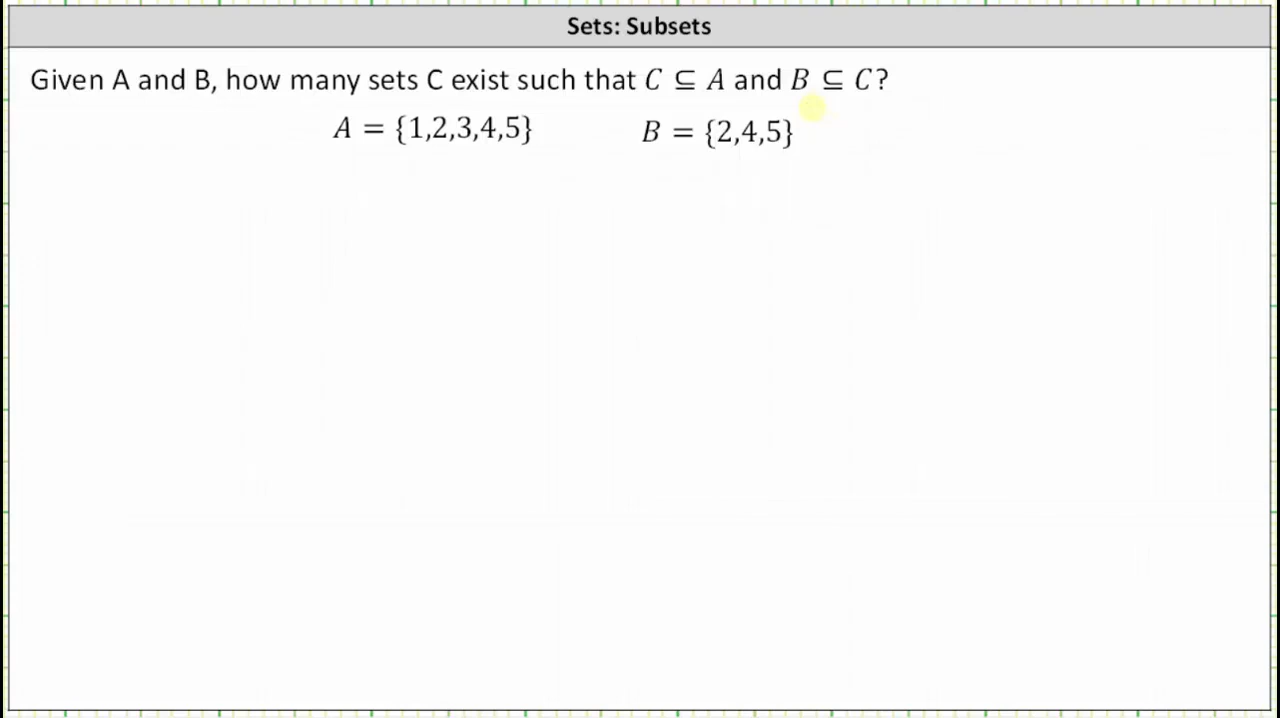 Sets: Subsets
Given A and B, how many sets C exist such that C ⊆ A and B ⊆ C?
A = {1,2,3,4,5} B = {2,4,5}